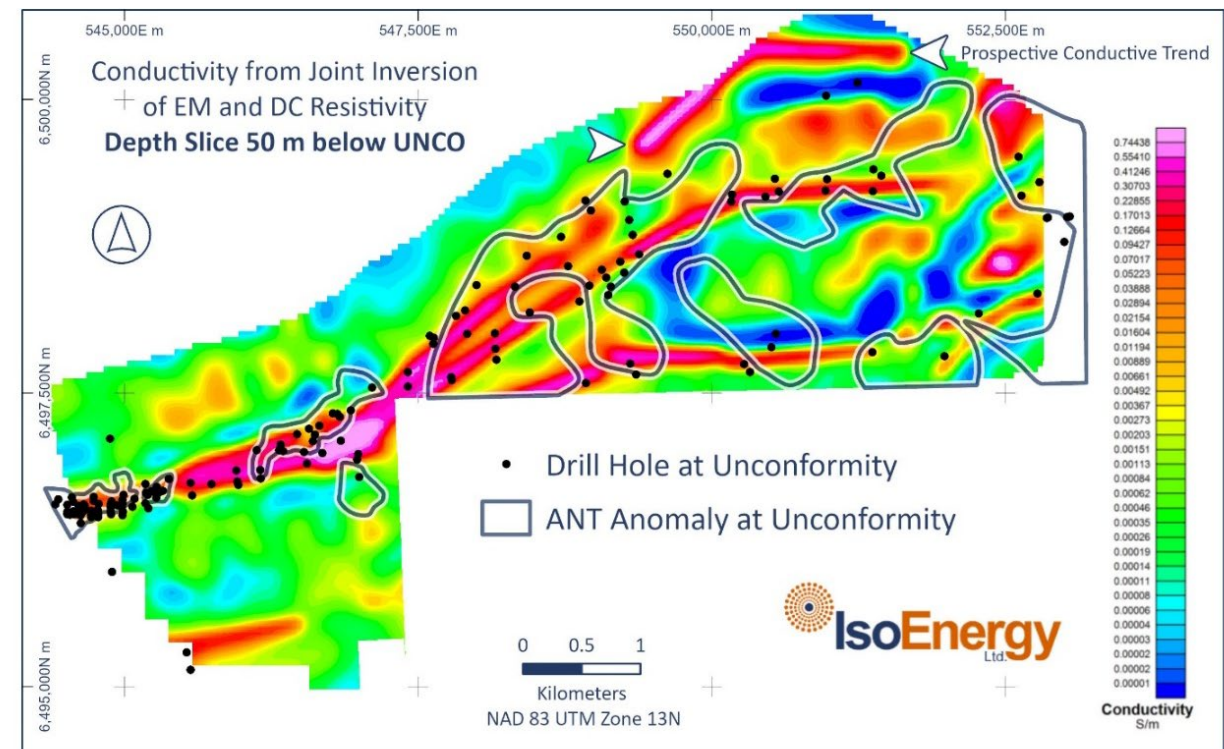 545,000E m
547,500E m
550,000E m
552,500E m
Prospective Conductive Trend
Conductivity from Joint Inversion
of EM and DC Resistivity
Depth Slice 50 m below UNCO
6,500,000N m
6,497,500N m
6,495,000N m
Drill Hole at Unconformity
ANT Anomaly at Unconformity
IsoEnergy
Ltd.
0 0.5 1
Kilometers
NAD 83 UTM Zone 13N
0.74438
0.55410
0.41246
0.30703
0.22855
0.17013
0.12664
0.09427
0.07017
0.05223
0.03888
0.02894
0.02154
0.01604
0.01194
0.00889
0.00661
0.00492
0.00367
0.00273
0.00203
0.00151
0.00113
0.00084
0.00062
0.00046
0.00035
0.00026
0.00019
0.00014
0.00011
0.00008
0.00006
0.00004
0.00003
0.00002
0.00002
0.00001
Conductivity
S/m